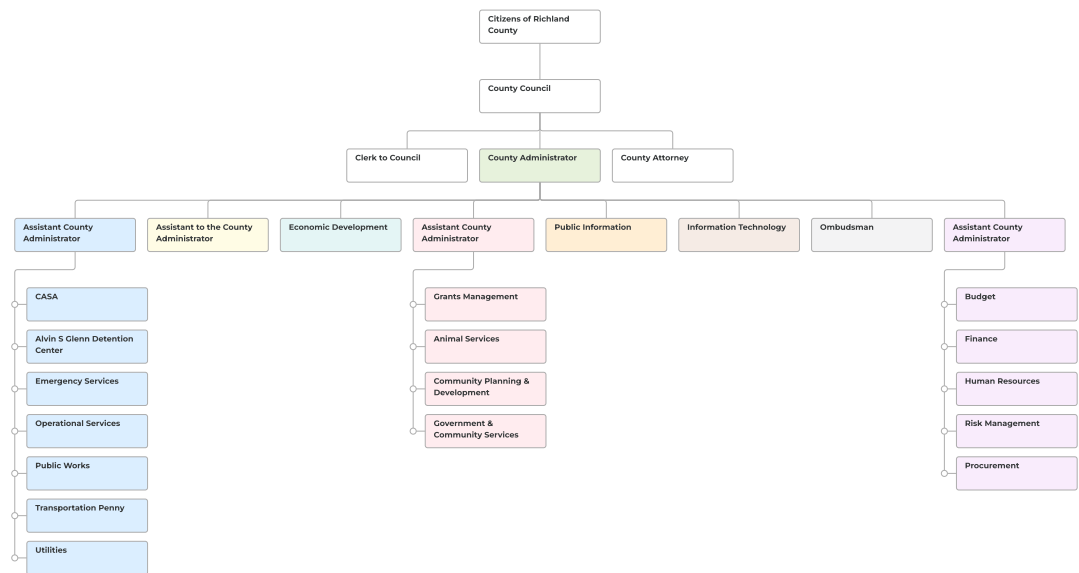 Citizens of Richland
County
County Council
Clerk to Council
County Administrator
County Attorney
Assistant County
Administrator
Assistant to the County
Administrator
Economic Development
Assistant County
Administrator
Public Information
Information Technology
Ombudsman
Assistant County
Administrator
CASA
Alvin S Glenn Detention
Center
Emergency Services
Operational Services
Public Works
Transportation Penny
Utilities
Grants Management
Animal Services
Community Planning &
Development
Government &
Community Services
Budget
Finance
Human Resources
Risk Management
Procurement